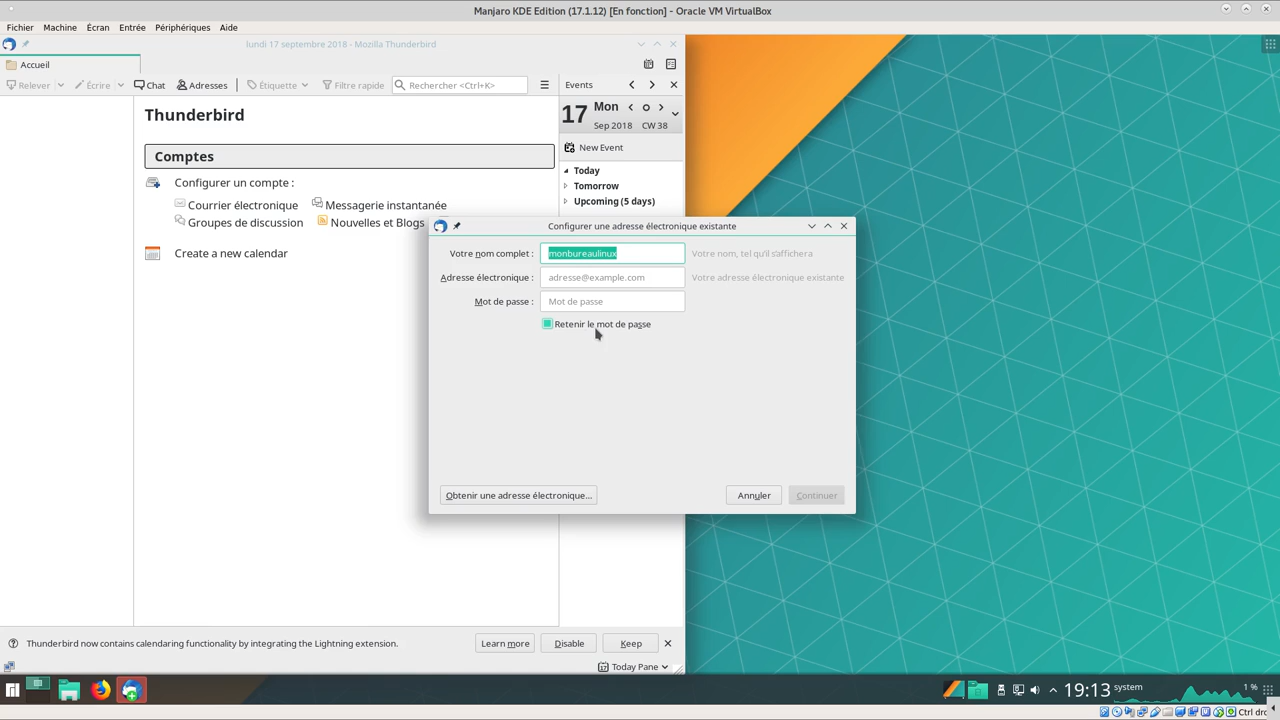 Manjaro KDE Edition (17.1.12) [En fonction] - Oracle VM VirtualBox
Fichier Machine Écran Entrée Périphériques Aide
lundi 17 septembre 2018 - Mozilla Thunderbird
Accueil
Relever Écrire Chat Adresses Étiquette Filtre rapide Rechercher <Ctrl+K>
Events
17 Mon
Sep 2018 CW 38
New Event
Today
Tomorrow
Upcoming (5 days)
Thunderbird
Comptes
Configurer un compte :
Courrier électronique Messagerie instantanée
Groupes de discussion Nouvelles et Blogs
Create a new calendar
Configurer une adresse électronique existante
Votre nom complet : monbureaulinux Votre nom, tel qu'il s'affichera
Adresse électronique : adresse@example.com Votre adresse électronique existante
Mot de passe : Mot de passe
Retenir le mot de passe
Obtenir une adresse électronique... Annuler Continuer
Thunderbird now contains calendaring functionality by integrating the Lightning extension. Learn more Disable Keep
17 Today Pane
19:13 system 1 %
Ctrl